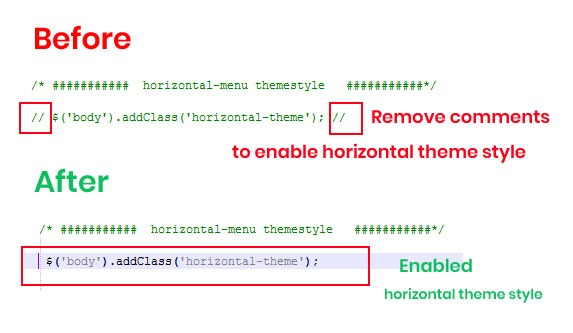 Before
/* ########### horizontal-menu themestyle ###########*/
// $('body').addClass('horizontal-theme'); // Remove comments
to enable horizontal theme style
After
/* ########### horizontal-menu themestyle ###########*/
$('body').addClass('horizontal-theme'); Enabled
horizontal theme style